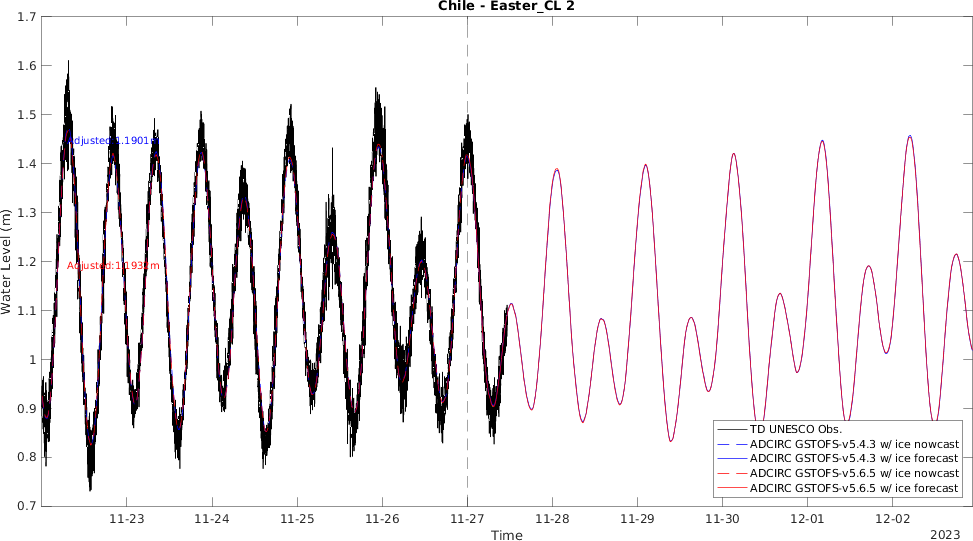 Chile - Easter_CL 2
1.7
1.6
1.5
1.4
1.3
1.2
1.1
1
0.9
0.8
0.7
Water Level (m)
11-23
11-24
11-25
11-26
11-27
11-28
11-29
11-30
12-01
12-02
Time
2023
TD UNESCO Obs.
ADCIRC GSTOFS-v5.4.3 w/ ice nowcast
ADCIRC GSTOFS-v5.4.3 w/ ice forecast
ADCIRC GSTOFS-v5.6.5 w/ ice nowcast
ADCIRC GSTOFS-v5.6.5 w/ ice forecast